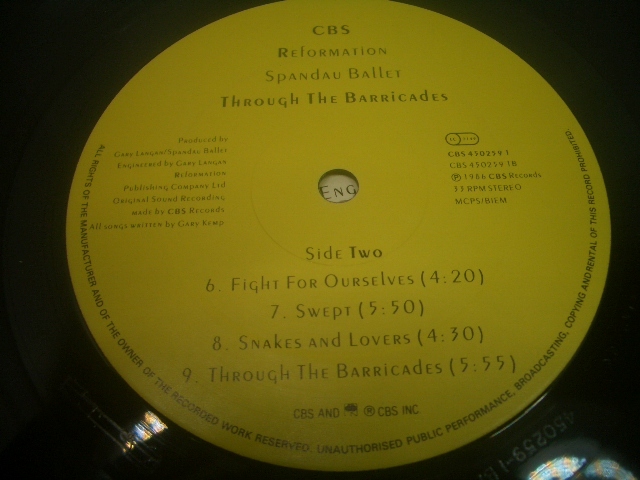 CBS
Reformation
Spandau Ballet
Through The Barricades
Produced by
Gary Langan/Spandau Ballet
Engineered by Gary Langan
Reformation
Publishing Company Ltd
Original Sound Recording
made by CBS Records
All songs written by Gary Kemp
CBS 450259 1
CBS 450259 1B
℗ 1986 CBS Records
33 RPM STEREO
MCPS/BIEM
ENG
Side Two
6. Fight For Ourselves (4:20)
7. Swept (5:50)
8. Snakes and Lovers (4:30)
9. Through The Barricades (5:55)
CBS AND ® CBS INC
ALL RIGHTS OF THE MANUFACTURER AND OF THE OWNER OF THE RECORDED WORK RESERVED. UNAUTHORISED PUBLIC PERFORMANCE, BROADCASTING, COPYING AND RENTAL OF THIS RECORD PROHIBITED.
450259-1